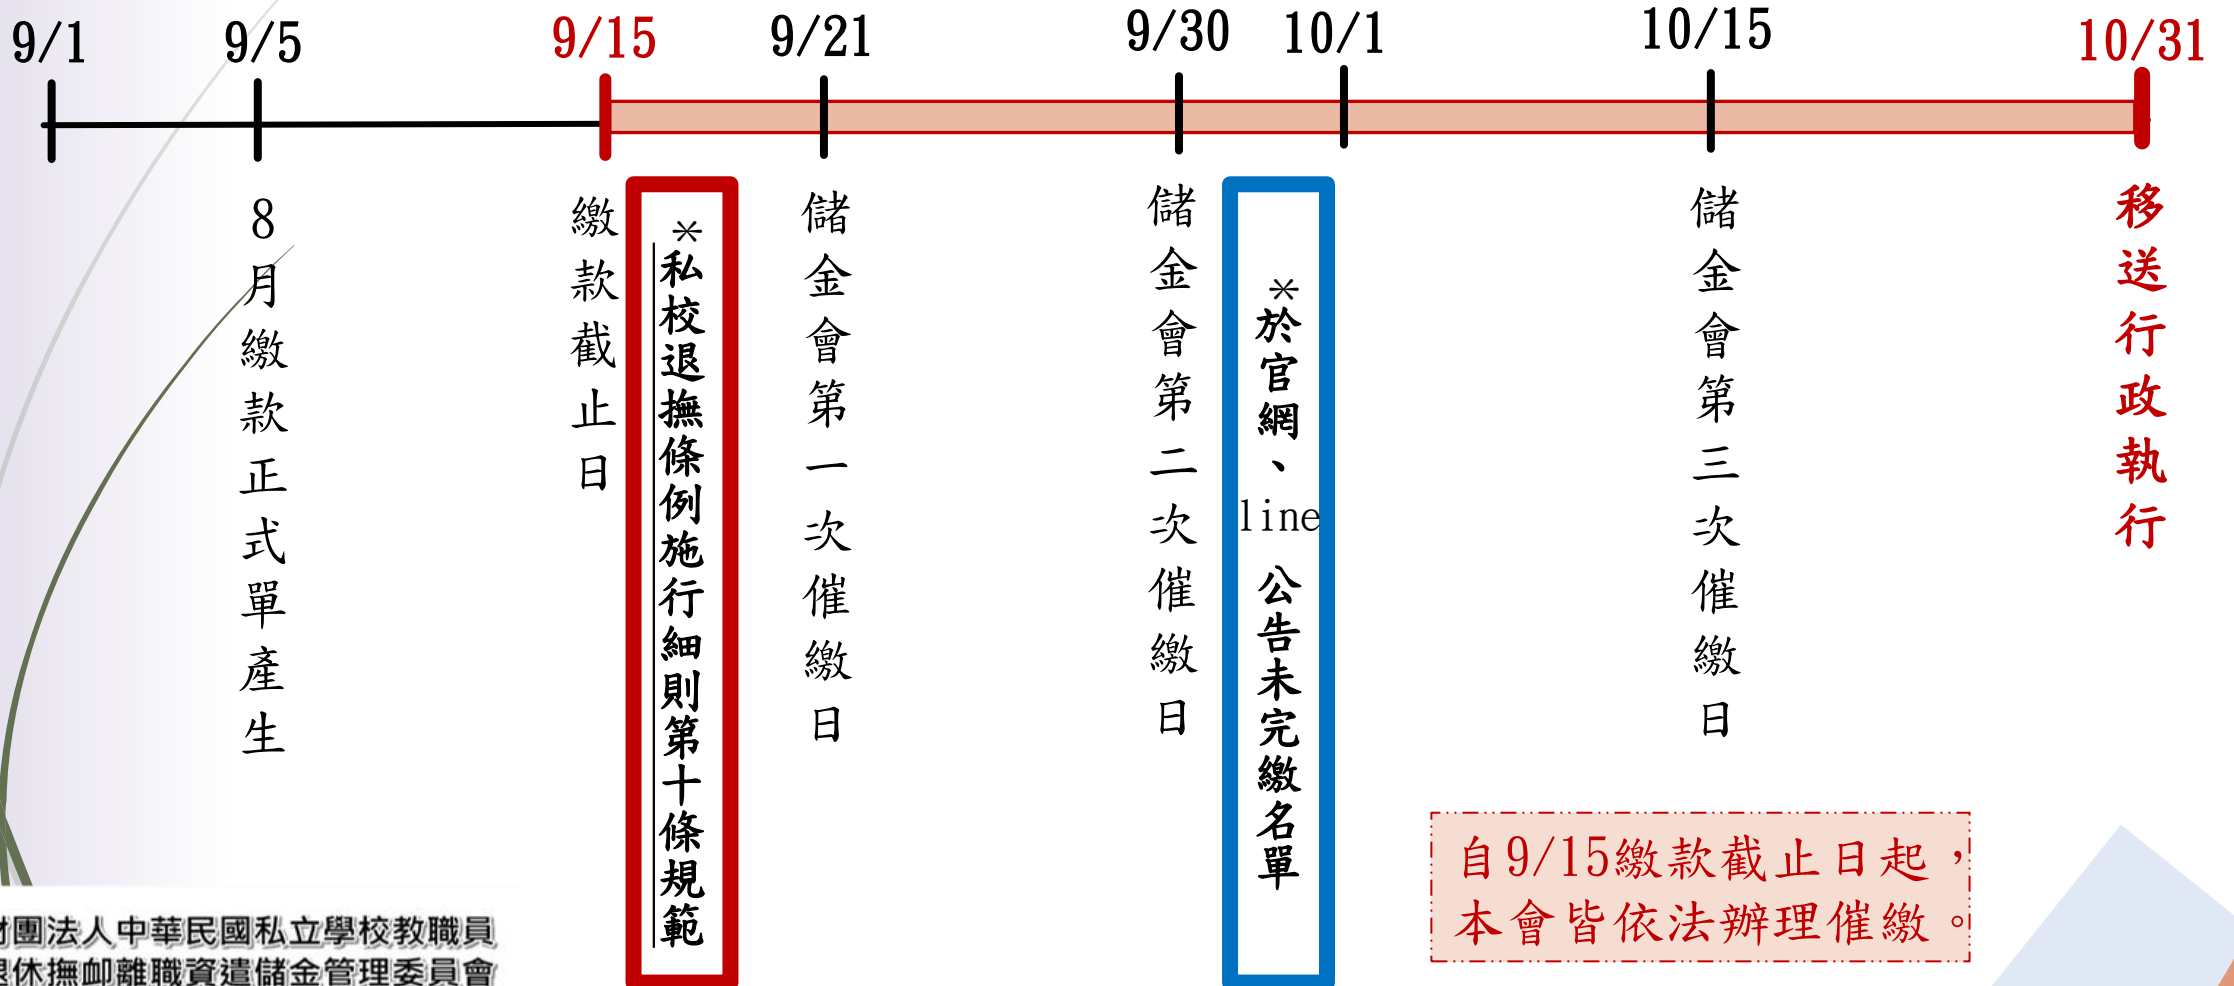 9/1
9/5
9/15
9/21
9/30
10/1
10/15
10/31
8月繳款正式單產生
繳款截止日
*私校退撫條例施行細則第十條規範
儲金會第一次催繳日
儲金會第二次催繳日
*於官網、line公告未完繳名單
儲金會第三次催繳日
移送行政執行
自9/15繳款截止日起，
本會皆依法辦理催繳。
財團法人中華民國私立學校教職員
退休撫卹離職資遣儲金管理委員會